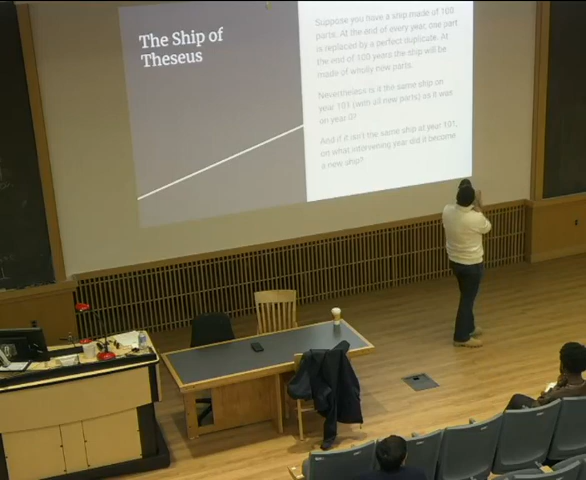 The Ship of
Theseus
Suppose you have a ship made of 100
parts. At the end of every year, one part
is replaced by a perfect duplicate. At
the end of 100 years the ship will be
made of wholly new parts.
Nevertheless is it the same ship on
year 101 (with all new parts) as it was
on year 0?
And if it isn't the same ship at year 101,
on what intervening year did it become
a new ship?